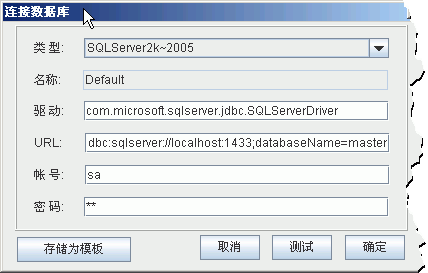 连接数据库
类 型: SQLServer2k~2005
名称: Default
驱 动: com.microsoft.sqlserver.jdbc.SQLServerDriver
URL: dbc:sqlserver://localhost:1433;databaseName=master
帐 号: sa
密 码: **
存储为模板 取消 测试 确定